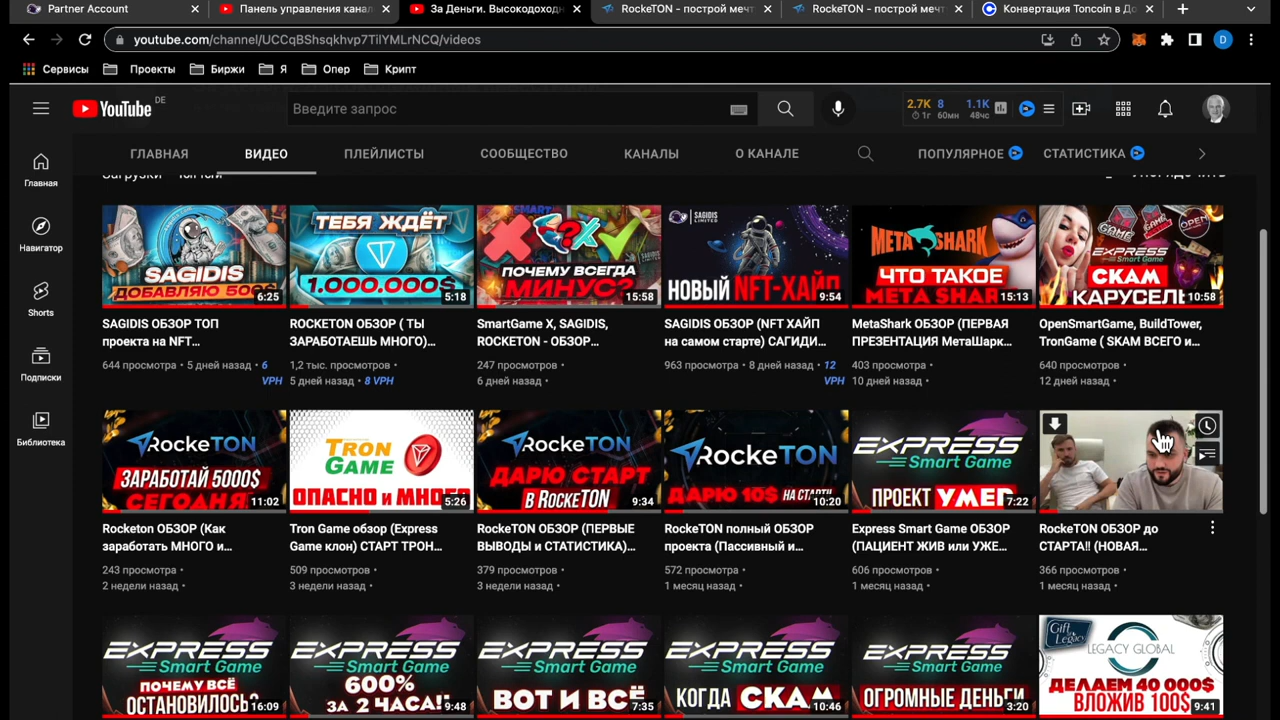 Partner Account
Панель управления канал
За Деньги. Высокодоходн
RockeTON - построй мечт
RockeTON - построй мечт
Конвертация Toncoin в До
youtube.com/channel/UCCqBShsqkhvp7TilYMLrNCQ/videos
D
Сервисы
Проекты
Биржи
Я
Опер
Крипт
YouTube
DE
Введите запрос
2.7K 8 1.1K
1г 60мн 48чс
ГЛАВНАЯ
ВИДЕО
ПЛЕЙЛИСТЫ
СООБЩЕСТВО
КАНАЛЫ
О КАНАЛЕ
ПОПУЛЯРНОЕ
СТАТИСТИКА
Главная
Навигатор
Shorts
Подписки
Библиотека
SAGIDIS
ДОБАВЛЯЮ 500$
6:25
ТЕБЯ ЖДЁТ
1.000.000$
5:18
ПОЧЕМУ ВСЕГДА
МИНУС?
15:58
SAGIDIS
LIMITED
НОВЫЙ NFT-ХАЙП
9:54
META SHARK
ЧТО ТАКОЕ
META SHAR
15:13
GAME
GAME
OPEN
EXPRESS
Smart Game
СКАМ
КАРУСЕЛЬ
10:58
SAGIDIS ОБЗОР ТОП
проекта на NFT...
644 просмотра • 5 дней назад • 6
VPH
ROCKETON ОБЗОР ( ТЫ
ЗАРАБОТАЕШЬ МНОГО)...
1,2 тыс. просмотров •
5 дней назад • 8 VPH
SmartGame X, SAGIDIS,
ROCKETON - ОБЗОР...
247 просмотров •
6 дней назад •
SAGIDIS ОБЗОР (NFT ХАЙП
на самом старте) САГИДИ...
963 просмотра • 8 дней назад • 12
VPH
MetaShark ОБЗОР (ПЕРВАЯ
ПРЕЗЕНТАЦИЯ МетаШарк...
403 просмотра •
10 дней назад •
OpenSmartGame, BuildTower,
TronGame ( SKAM ВСЕГО и...
640 просмотров •
12 дней назад •
RockeTON
ЗАРАБОТАЙ 5000$
СЕГОДНЯ
11:02
TRON
GAME
ОПАСНО и МНОГО
5:26
RockeTON
ДАРЮ СТАРТ
В RockeTON
9:34
RockeTON
ДАРЮ 10$ НА СТАРТЕ
10:20
EXPRESS
Smart Game
ПРОЕКТ УМЕР
7:22
Rocketon ОБЗОР (Как
заработать МНОГО и...
243 просмотра •
2 недели назад •
Tron Game обзор (Express
Game клон) СТАРТ ТРОН...
509 просмотров •
3 недели назад •
RockeTON ОБЗОР (ПЕРВЫЕ
ВЫВОДЫ и СТАТИСТИКА)...
379 просмотров •
3 недели назад •
RockeTON полный ОБЗОР
проекта (Пассивный и...
572 просмотра •
1 месяц назад •
Express Smart Game ОБЗОР
(ПАЦИЕНТ ЖИВ или УЖЕ...
606 просмотров •
1 месяц назад •
RockeTON ОБЗОР до
СТАРТА!! (НОВАЯ...
366 просмотров •
1 месяц назад •
EXPRESS
Smart Game
ПОЧЕМУ ВСЁ
ОСТАНОВИЛОСЬ?
16:09
EXPRESS
Smart Game
600%
ЗА 2 ЧАСА!
9:48
EXPRESS
Smart Game
ВОТ И ВСЁ
7:35
EXPRESS
Smart Game
КОГДА СКАМ
10:46
EXPRESS
Smart Game
ОГРОМНЫЕ ДЕНЬГИ
3:20
Gift
Legacy
LEGACY GLOBAL
ДЕЛАЕМ 40 000$
ВЛОЖИВ 100$
9:41